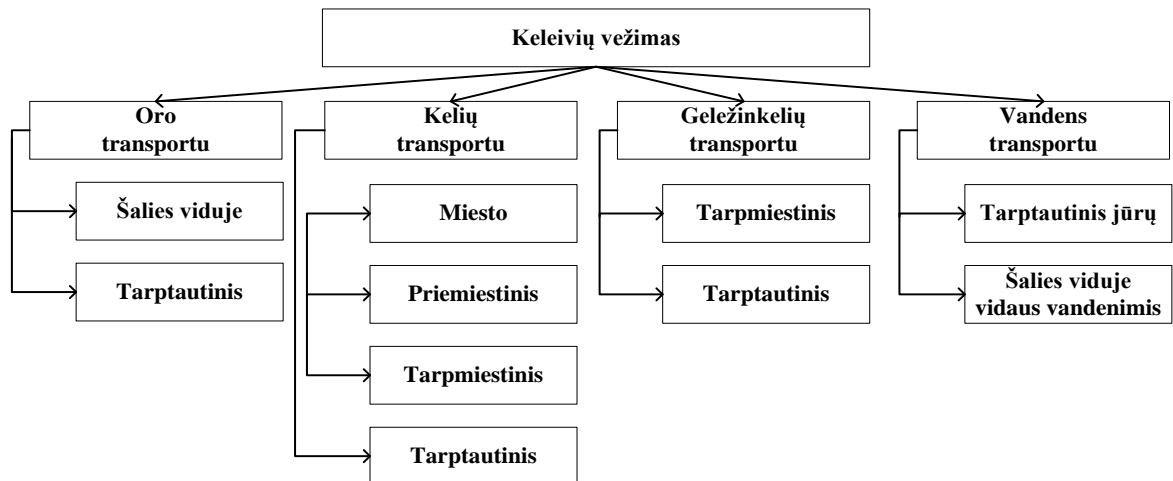 Keleivių vežimas
Oro
transportu
Šalies viduje
Tarptautinis
Kelių
transportu
Miesto
Priemiestinis
Tarpmiestinis
Tarptautinis
Geležinkelių
transportu
Tarpmiestinis
Tarptautinis
Vandens
transportu
Tarptautinis jūrų
Šalies viduje
vidaus vandenimis